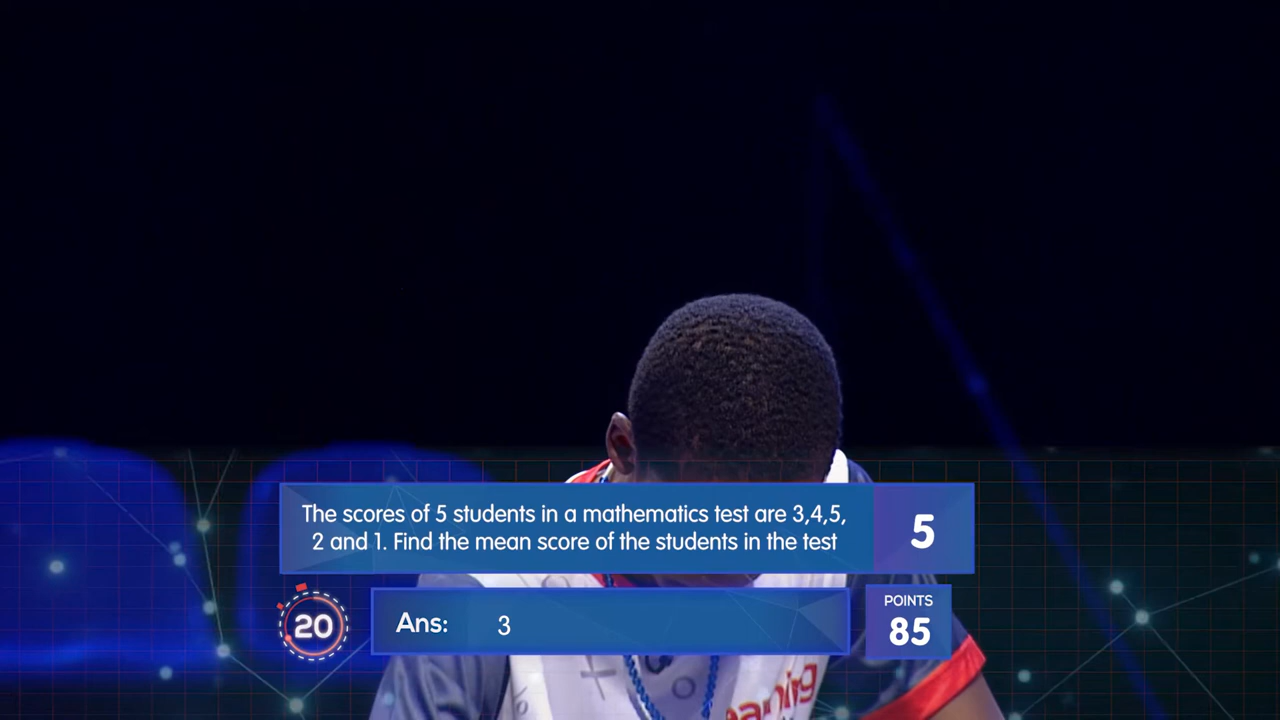 The scores of 5 students in a mathematics test are 3,4,5,
2 and 1. Find the mean score of the students in the test
5
20
Ans: 3
POINTS
85
eaning